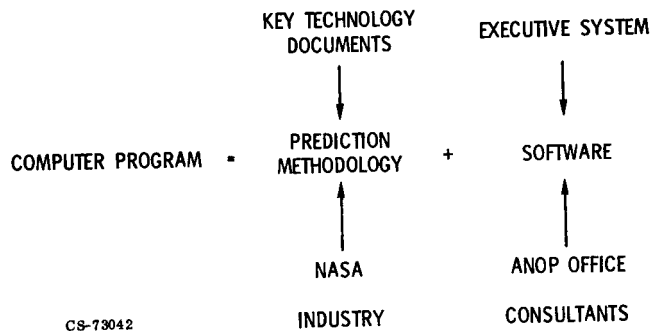 KEY TECHNOLOGY
DOCUMENTS
EXECUTIVE SYSTEM
COMPUTER PROGRAM =
PREDICTION
METHODOLOGY
+
SOFTWARE
NASA
ANOP OFFICE
INDUSTRY
CONSULTANTS
CS-73042